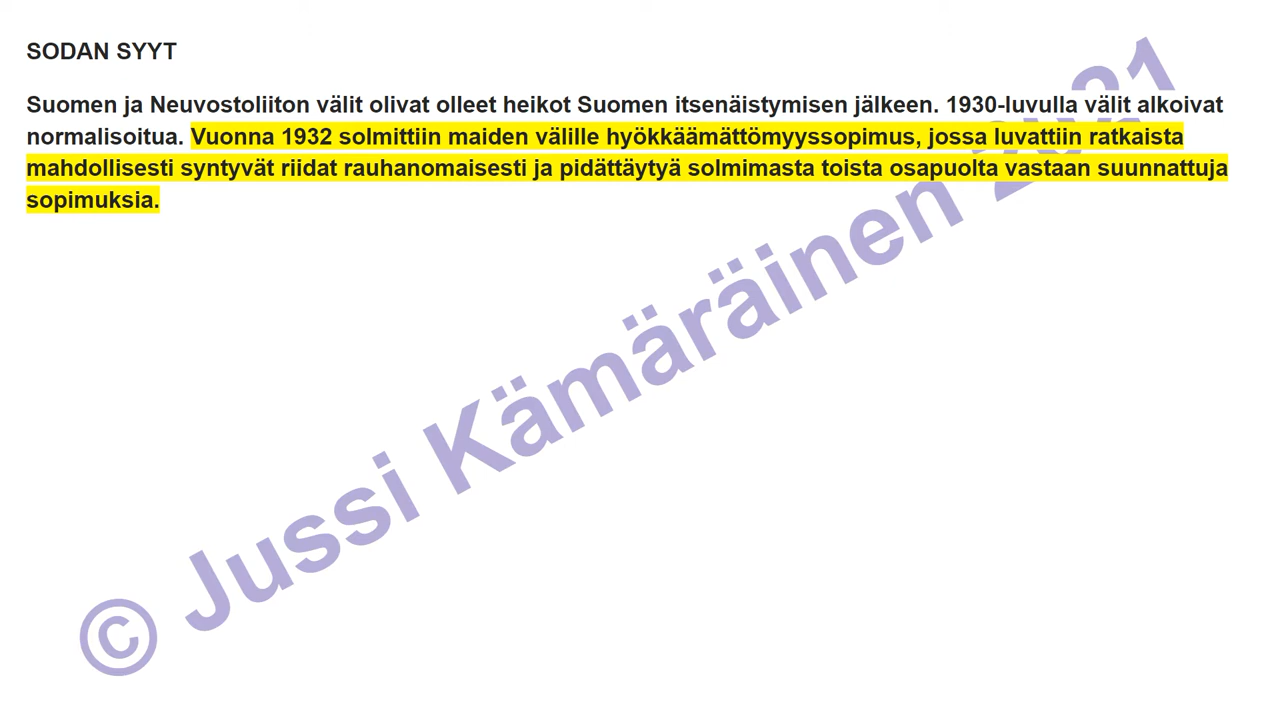 SODAN SYYT
Suomen ja Neuvostoliiton välit olivat olleet heikot Suomen itsenäistymisen jälkeen. 1930-luvulla välit alkoivat
normalisoitua. Vuonna 1932 solmittiin maiden välille hyökkäämättömyyssopimus, jossa luvattiin ratkaista
mahdollisesti syntyvät riidat rauhanomaisesti ja pidättäytyä solmimasta toista osapuolta vastaan suunnattuja
sopimuksia.
© Jussi Kämäräinen 2021